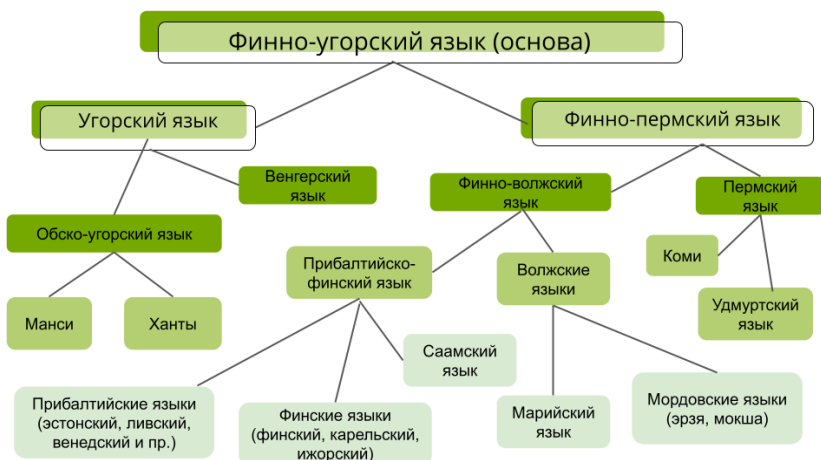 Финно-угорский язык (основа)
Угорский язык
Финно-пермский язык
Венгерский
язык
Финно-волжский
язык
Пермский
язык
Обско-угорский язык
Прибалтийско-
финский язык
Волжские
языки
Коми
Удмуртский
язык
Манси
Ханты
Саамский
язык
Прибалтийские языки
(эстонский, ливский,
венедский и пр.)
Финские языки
(финский, карельский,
ижорский)
Марийский
язык
Мордовские языки
(эрзя, мокша)